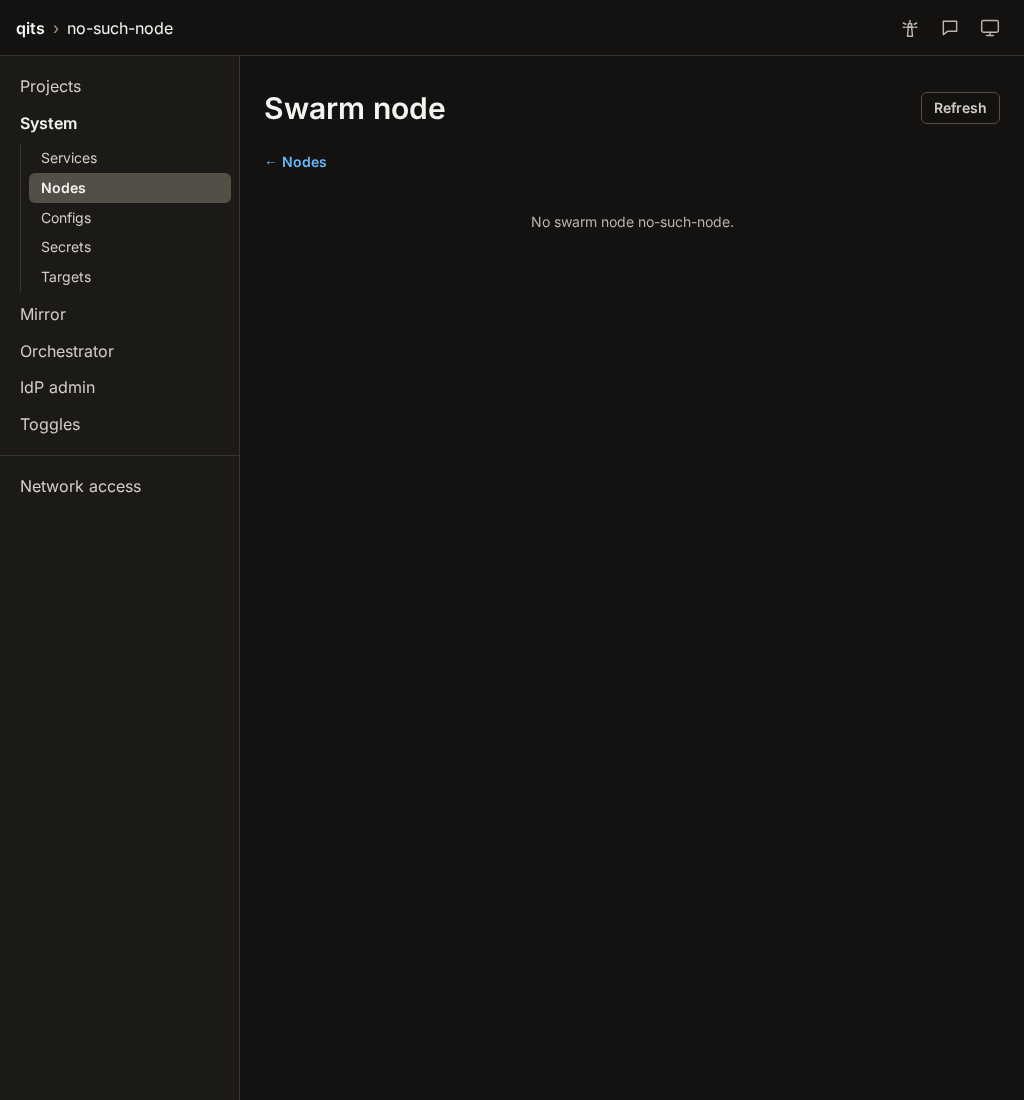 qits › no-such-node
Projects
System
Services
Nodes
Configs
Secrets
Targets
Mirror
Orchestrator
IdP admin
Toggles
Network access
Swarm node
Refresh
← Nodes
No swarm node no-such-node.